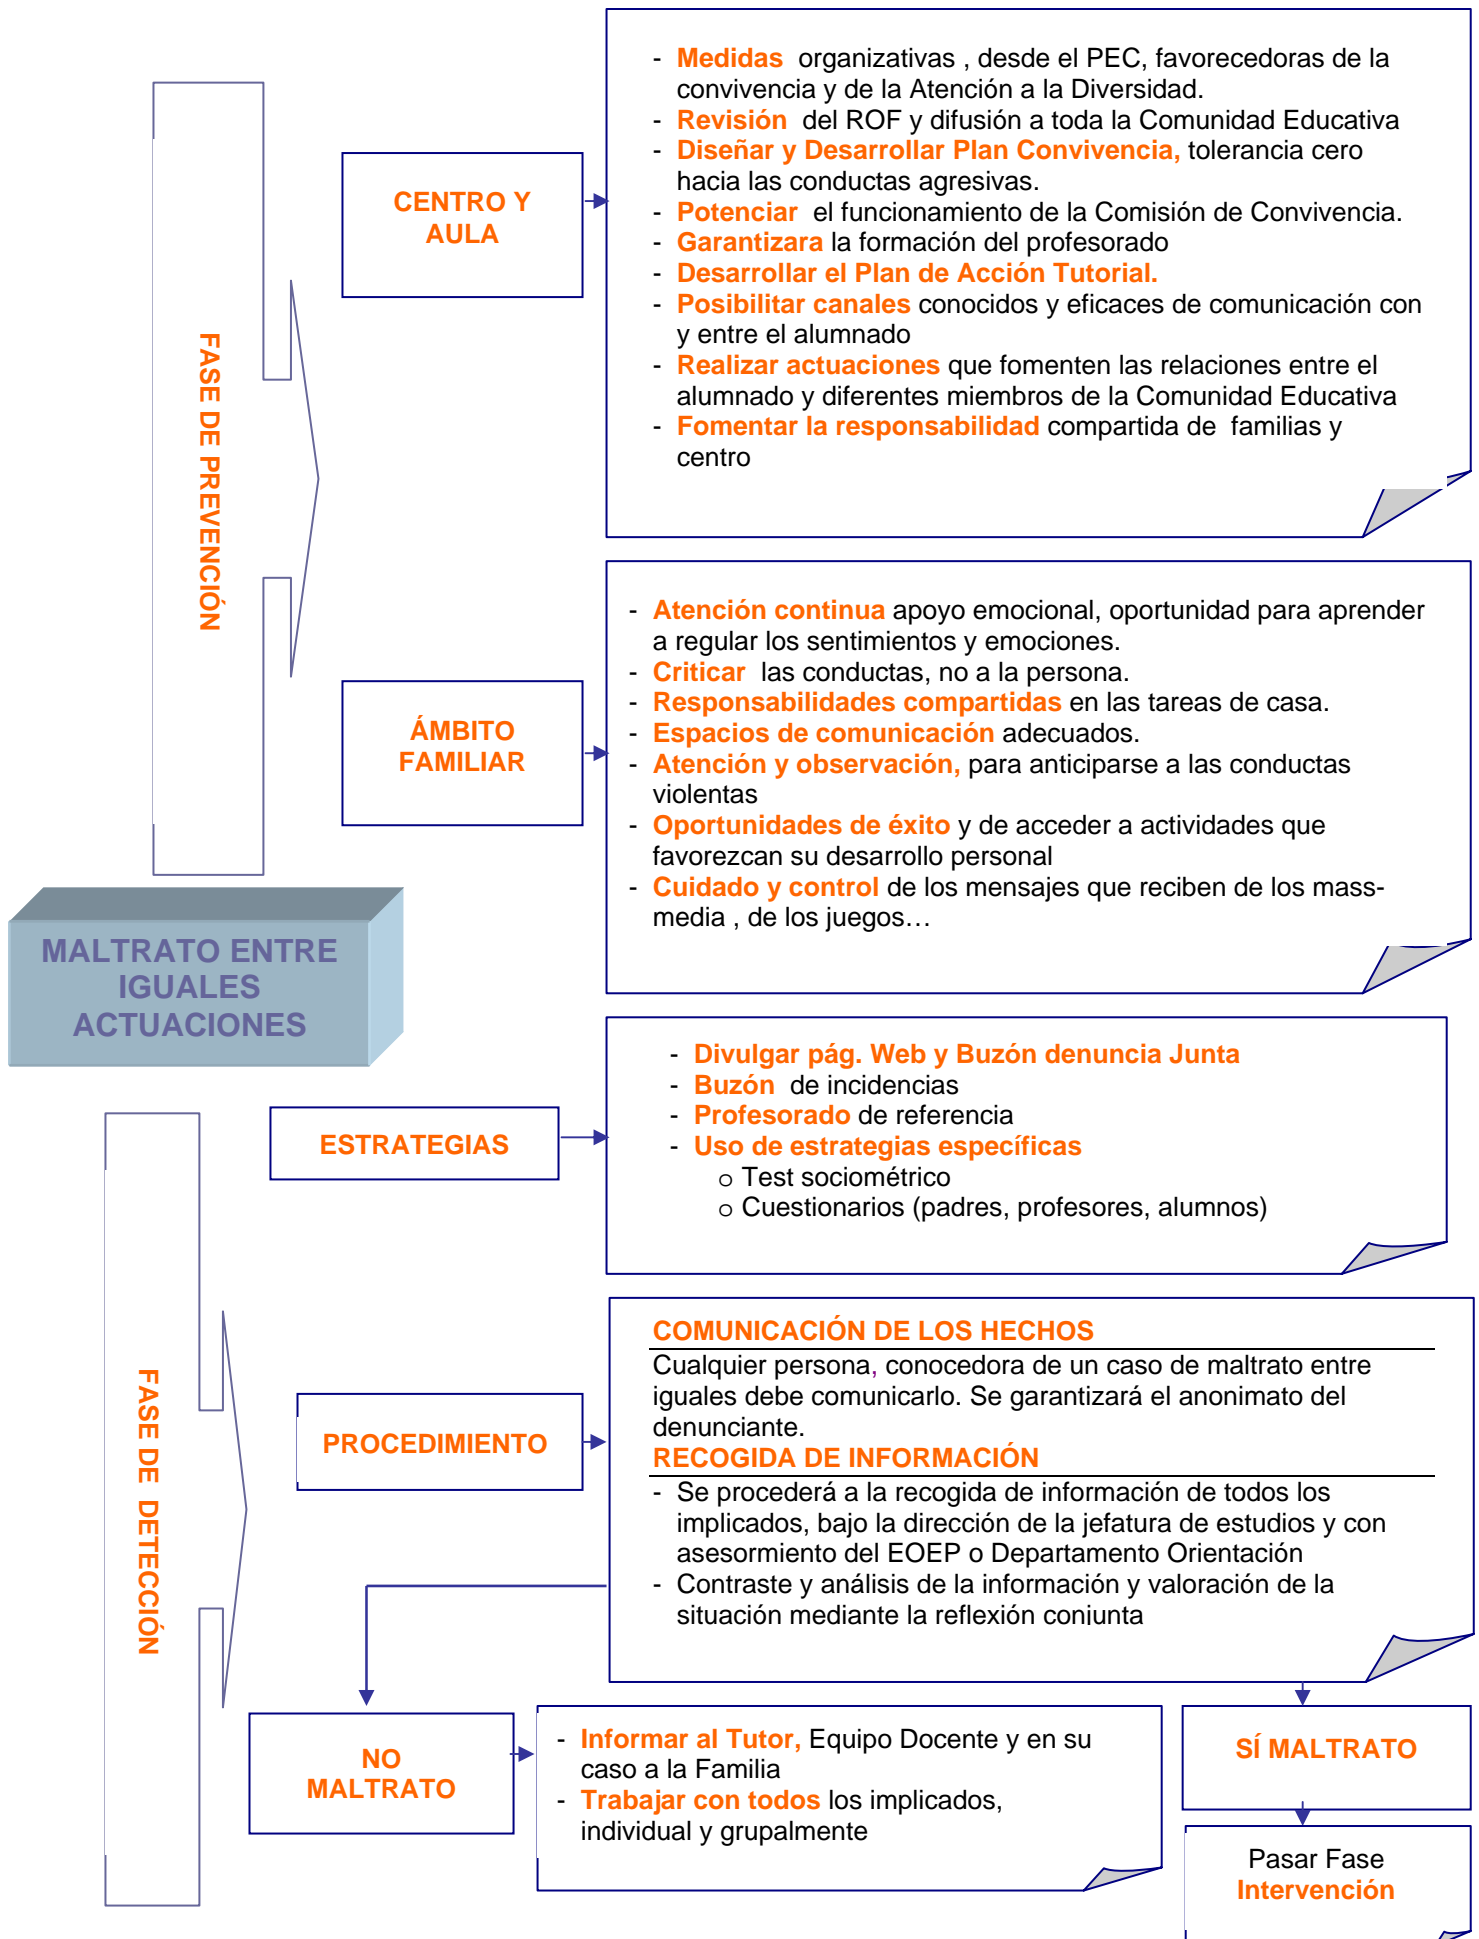 FASE DE PREVENCIÓN
CENTRO Y
AULA
- Medidas organizativas , desde el PEC, favorecedoras de la
convivencia y de la Atención a la Diversidad.
- Revisión del ROF y difusión a toda la Comunidad Educativa
- Diseñar y Desarrollar Plan Convivencia, tolerancia cero
hacia las conductas agresivas.
- Potenciar el funcionamiento de la Comisión de Convivencia.
- Garantizara la formación del profesorado
- Desarrollar el Plan de Acción Tutorial.
- Posibilitar canales conocidos y eficaces de comunicación con
y entre el alumnado
- Realizar actuaciones que fomenten las relaciones entre el
alumnado y diferentes miembros de la Comunidad Educativa
- Fomentar la responsabilidad compartida de familias y
centro
ÁMBITO
FAMILIAR
- Atención continua apoyo emocional, oportunidad para aprender
a regular los sentimientos y emociones.
- Criticar las conductas, no a la persona.
- Responsabilidades compartidas en las tareas de casa.
- Espacios de comunicación adecuados.
- Atención y observación, para anticiparse a las conductas
violentas
- Oportunidades de éxito y de acceder a actividades que
favorezcan su desarrollo personal
- Cuidado y control de los mensajes que reciben de los mass-
media , de los juegos…
MALTRATO ENTRE
IGUALES
ACTUACIONES
FASE DE DETECCIÓN
ESTRATEGIAS
- Divulgar pág. Web y Buzón denuncia Junta
- Buzón de incidencias
- Profesorado de referencia
- Uso de estrategias específicas
o Test sociométrico
o Cuestionarios (padres, profesores, alumnos)
PROCEDIMIENTO
COMUNICACIÓN DE LOS HECHOS
Cualquier persona, conocedora de un caso de maltrato entre
iguales debe comunicarlo. Se garantizará el anonimato del
denunciante.
RECOGIDA DE INFORMACIÓN
- Se procederá a la recogida de información de todos los
implicados, bajo la dirección de la jefatura de estudios y con
asesormiento del EOEP o Departamento Orientación
- Contraste y análisis de la información y valoración de la
situación mediante la reflexión conjunta
NO
MALTRATO
- Informar al Tutor, Equipo Docente y en su
caso a la Familia
- Trabajar con todos los implicados,
individual y grupalmente
SÍ MALTRATO
Pasar Fase
Intervención